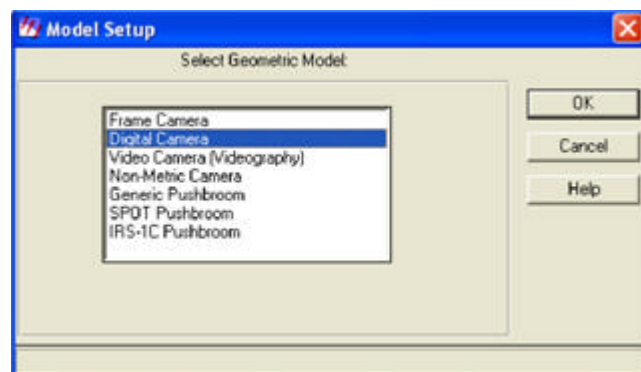 Model Setup
Select Geometric Model:
Frame Camera
Digital Camera
Video Camera (Videography)
Non-Metric Camera
Generic Pushbroom
SPOT Pushbroom
IRS-1C Pushbroom
OK
Cancel
Help